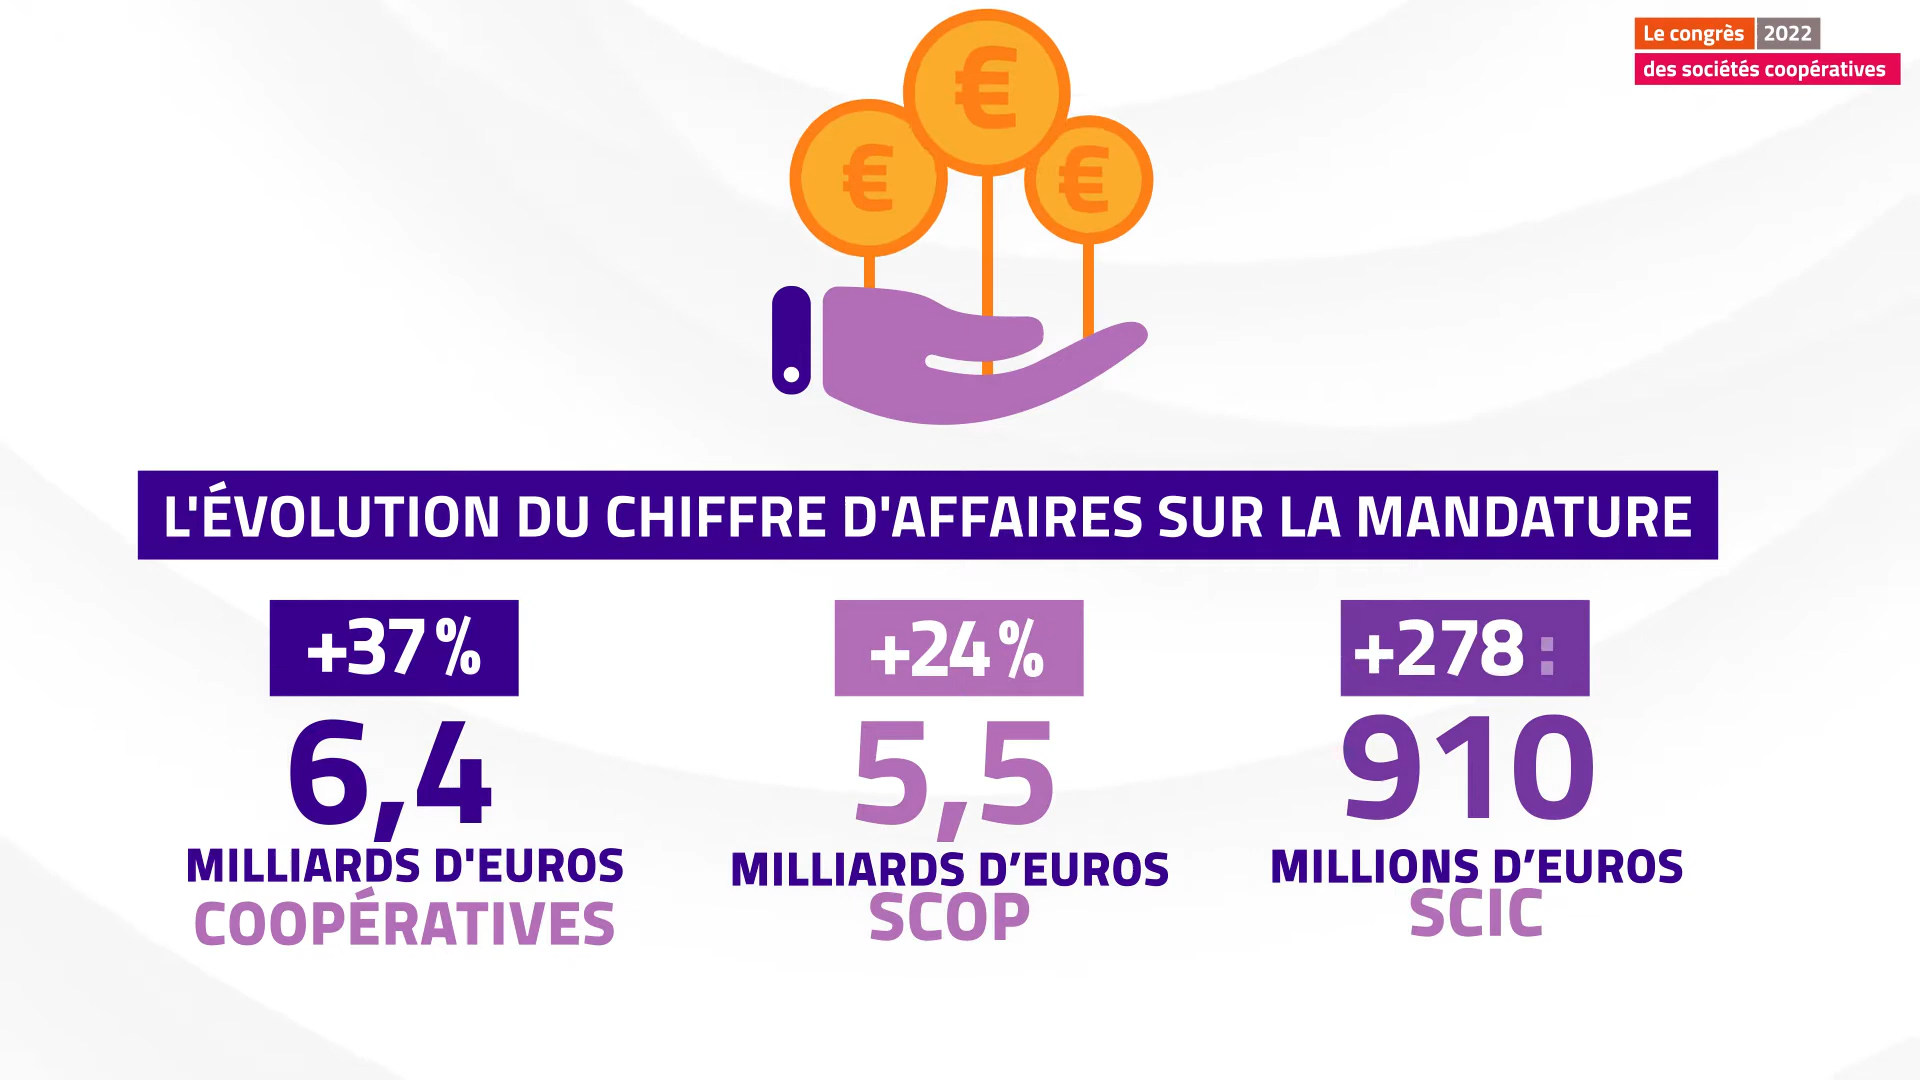 Le congrès 2022
des sociétés coopératives
€ € €
L'ÉVOLUTION DU CHIFFRE D'AFFAIRES SUR LA MANDATURE
+37 % +24 % +278 :
6,4 5,5 910
MILLIARDS D'EUROS MILLIARDS D’EUROS MILLIONS D’EUROS
COOPÉRATIVES SCOP SCIC